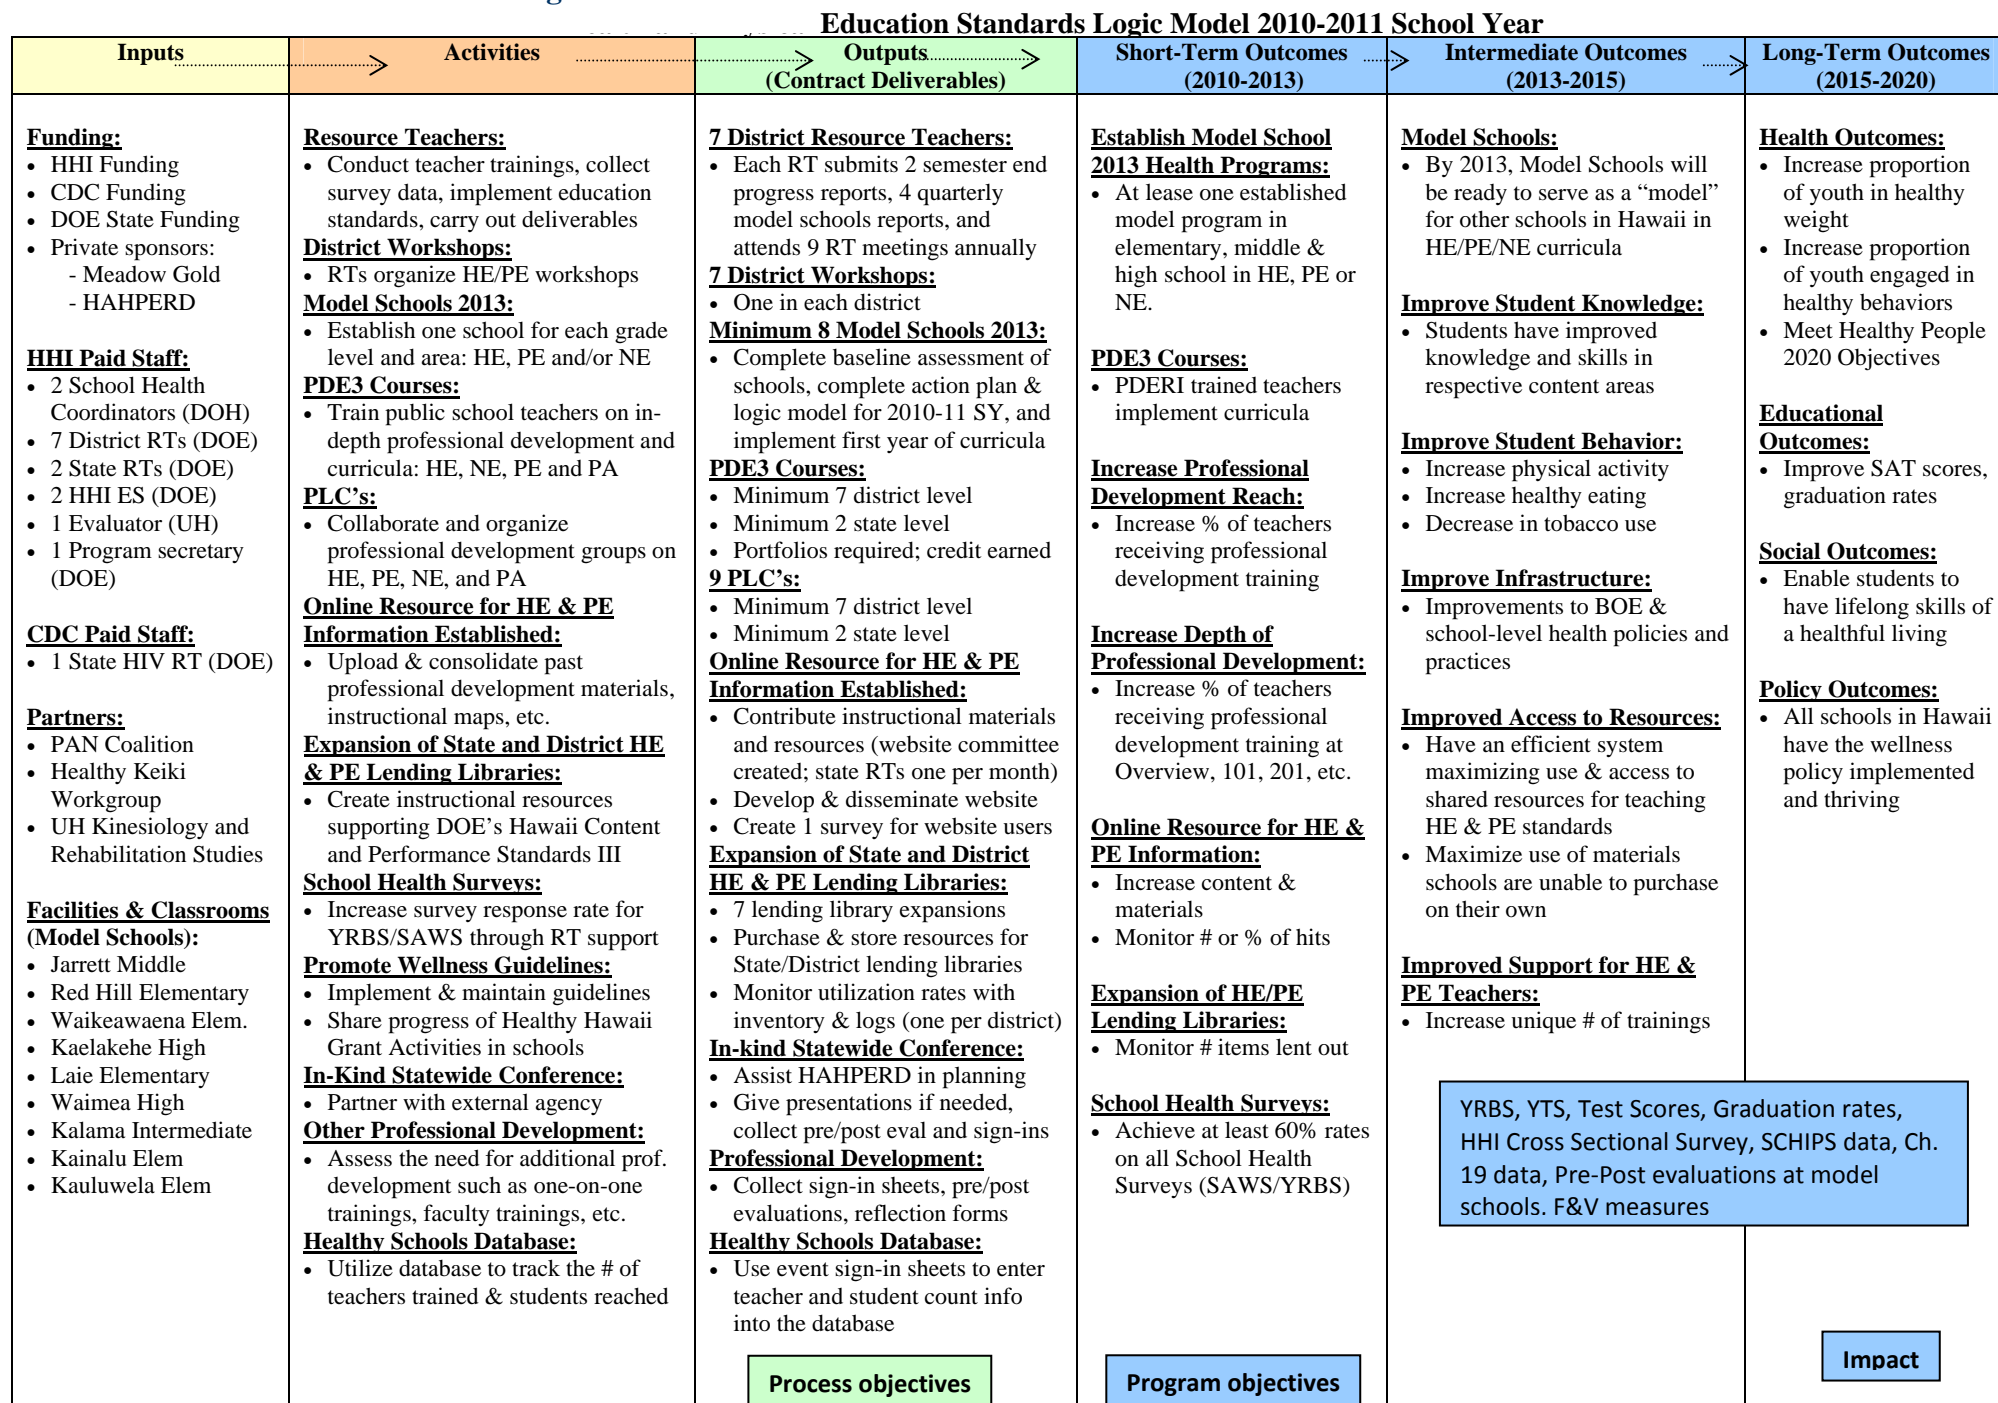 Education Standards Logic Model 2010-2011 School Year
Inputs
Activities
Outputs
(Contract Deliverables)
Short-Term Outcomes
(2010-2013)
Intermediate Outcomes
(2013-2015)
Long-Term Outcomes
(2015-2020)
Funding:
• HHI Funding
• CDC Funding
• DOE State Funding
• Private sponsors:
- Meadow Gold
- HAHPERD
HHI Paid Staff:
• 2 School Health
Coordinators (DOH)
• 7 District RTs (DOE)
• 2 State RTs (DOE)
• 2 HHI ES (DOE)
• 1 Evaluator (UH)
• 1 Program secretary
(DOE)
CDC Paid Staff:
• 1 State HIV RT (DOE)
Partners:
• PAN Coalition
• Healthy Keiki
Workgroup
• UH Kinesiology and
Rehabilitation Studies
Facilities & Classrooms
(Model Schools):
• Jarrett Middle
• Red Hill Elementary
• Waikeawaena Elem.
• Kaelakehe High
• Laie Elementary
• Waimea High
• Kalama Intermediate
• Kainalu Elem
• Kauluwela Elem
Resource Teachers:
• Conduct teacher trainings, collect
survey data, implement education
standards, carry out deliverables
District Workshops:
• RTs organize HE/PE workshops
Model Schools 2013:
• Establish one school for each grade
level and area: HE, PE and/or NE
PDE3 Courses:
• Train public school teachers on in-
depth professional development and
curricula: HE, NE, PE and PA
PLC's:
• Collaborate and organize
professional development groups on
HE, PE, NE, and PA
Online Resource for HE & PE
Information Established:
• Upload & consolidate past
professional development materials,
instructional maps, etc.
Expansion of State and District HE
& PE Lending Libraries:
• Create instructional resources
supporting DOE's Hawaii Content
and Performance Standards III
School Health Surveys:
• Increase survey response rate for
YRBS/SAWS through RT support
Promote Wellness Guidelines:
• Implement & maintain guidelines
• Share progress of Healthy Hawaii
Grant Activities in schools
In-Kind Statewide Conference:
• Partner with external agency
Other Professional Development:
• Assess the need for additional prof.
development such as one-on-one
trainings, faculty trainings, etc.
Healthy Schools Database:
• Utilize database to track the # of
teachers trained & students reached
7 District Resource Teachers:
• Each RT submits 2 semester end
progress reports, 4 quarterly
model schools reports, and
attends 9 RT meetings annually
7 District Workshops:
• One in each district
Minimum 8 Model Schools 2013:
• Complete baseline assessment of
schools, complete action plan &
logic model for 2010-11 SY, and
implement first year of curricula
PDE3 Courses:
• Minimum 7 district level
• Minimum 2 state level
• Portfolios required; credit earned
9 PLC's:
• Minimum 7 district level
• Minimum 2 state level
Online Resource for HE & PE
Information Established:
• Contribute instructional materials
and resources (website committee
created; state RTs one per month)
• Develop & disseminate website
• Create 1 survey for website users
Expansion of State and District
HE & PE Lending Libraries:
• 7 lending library expansions
• Purchase & store resources for
State/District lending libraries
• Monitor utilization rates with
inventory & logs (one per district)
In-kind Statewide Conference:
• Assist HAHPERD in planning
• Give presentations if needed,
collect pre/post eval and sign-ins
Professional Development:
• Collect sign-in sheets, pre/post
evaluations, reflection forms
Healthy Schools Database:
• Use event sign-in sheets to enter
teacher and student count info
into the database
Process objectives
Establish Model School
2013 Health Programs:
• At lease one established
model program in
elementary, middle &
high school in HE, PE or
NE.
PDE3 Courses:
• PDERI trained teachers
implement curricula
Increase Professional
Development Reach:
• Increase % of teachers
receiving professional
development training
Increase Depth of
Professional Development:
• Increase % of teachers
receiving professional
development training at
Overview, 101, 201, etc.
Online Resource for HE &
PE Information:
• Increase content &
materials
• Monitor # or % of hits
Expansion of HE/PE
Lending Libraries:
• Monitor # items lent out
School Health Surveys:
• Achieve at least 60% rates
on all School Health
Surveys (SAWS/YRBS)
Program objectives
Model Schools:
• By 2013, Model Schools will
be ready to serve as a “model”
for other schools in Hawaii in
HE/PE/NE curricula
Improve Student Knowledge:
• Students have improved
knowledge and skills in
respective content areas
Improve Student Behavior:
• Increase physical activity
• Increase healthy eating
• Decrease in tobacco use
Improve Infrastructure:
• Improvements to BOE &
school-level health policies and
practices
Improved Access to Resources:
• Have an efficient system
maximizing use & access to
shared resources for teaching
HE & PE standards
• Maximize use of materials
schools are unable to purchase
on their own
Improved Support for HE &
PE Teachers:
• Increase unique # of trainings
YRBS, YTS, Test Scores, Graduation rates,
HHI Cross Sectional Survey, SCHIPS data, Ch.
19 data, Pre-Post evaluations at model
schools. F&V measures
Health Outcomes:
• Increase proportion
of youth in healthy
weight
• Increase proportion
of youth engaged in
healthy behaviors
• Meet Healthy People
2020 Objectives
Educational
Outcomes:
• Improve SAT scores,
graduation rates
Social Outcomes:
• Enable students to
have lifelong skills of
a healthful living
Policy Outcomes:
• All schools in Hawaii
have the wellness
policy implemented
and thriving
Impact